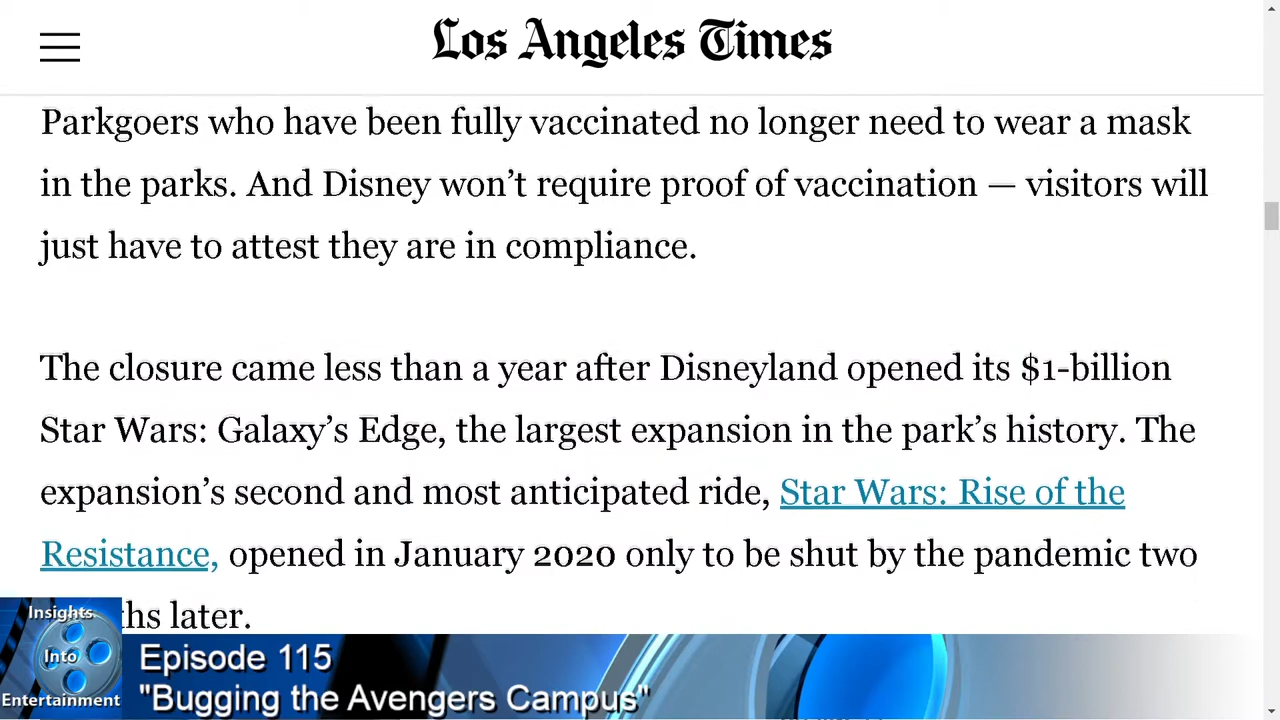 Los Angeles Times
Parkgoers who have been fully vaccinated no longer need to wear a mask
in the parks. And Disney won’t require proof of vaccination — visitors will
just have to attest they are in compliance.
The closure came less than a year after Disneyland opened its $1-billion
Star Wars: Galaxy’s Edge, the largest expansion in the park’s history. The
expansion’s second and most anticipated ride, Star Wars: Rise of the
Resistance, opened in January 2020 only to be shut by the pandemic two
later.
Insights
Into
Entertainment
Episode 115
"Bugging the Avengers Campus"